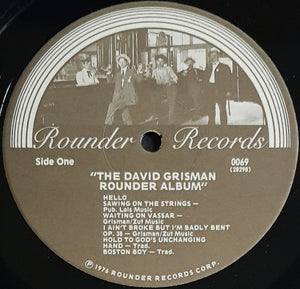 Rounder Records
Side One
0069
(28298)
"THE DAVID GRISMAN
ROUNDER ALBUM"
HELLO
SAWING ON THE STRINGS —
Pub. Lois Music
WAITING ON VASSAR —
Grisman/Zut Music
I AIN'T BROKE BUT I'M BADLY BENT
OP. 38 — Grisman/Zut Music
HOLD TO GOD'S UNCHANGING
HAND — Trad.
BOSTON BOY — Trad.
℗ 1976 ROUNDER RECORDS CORP.